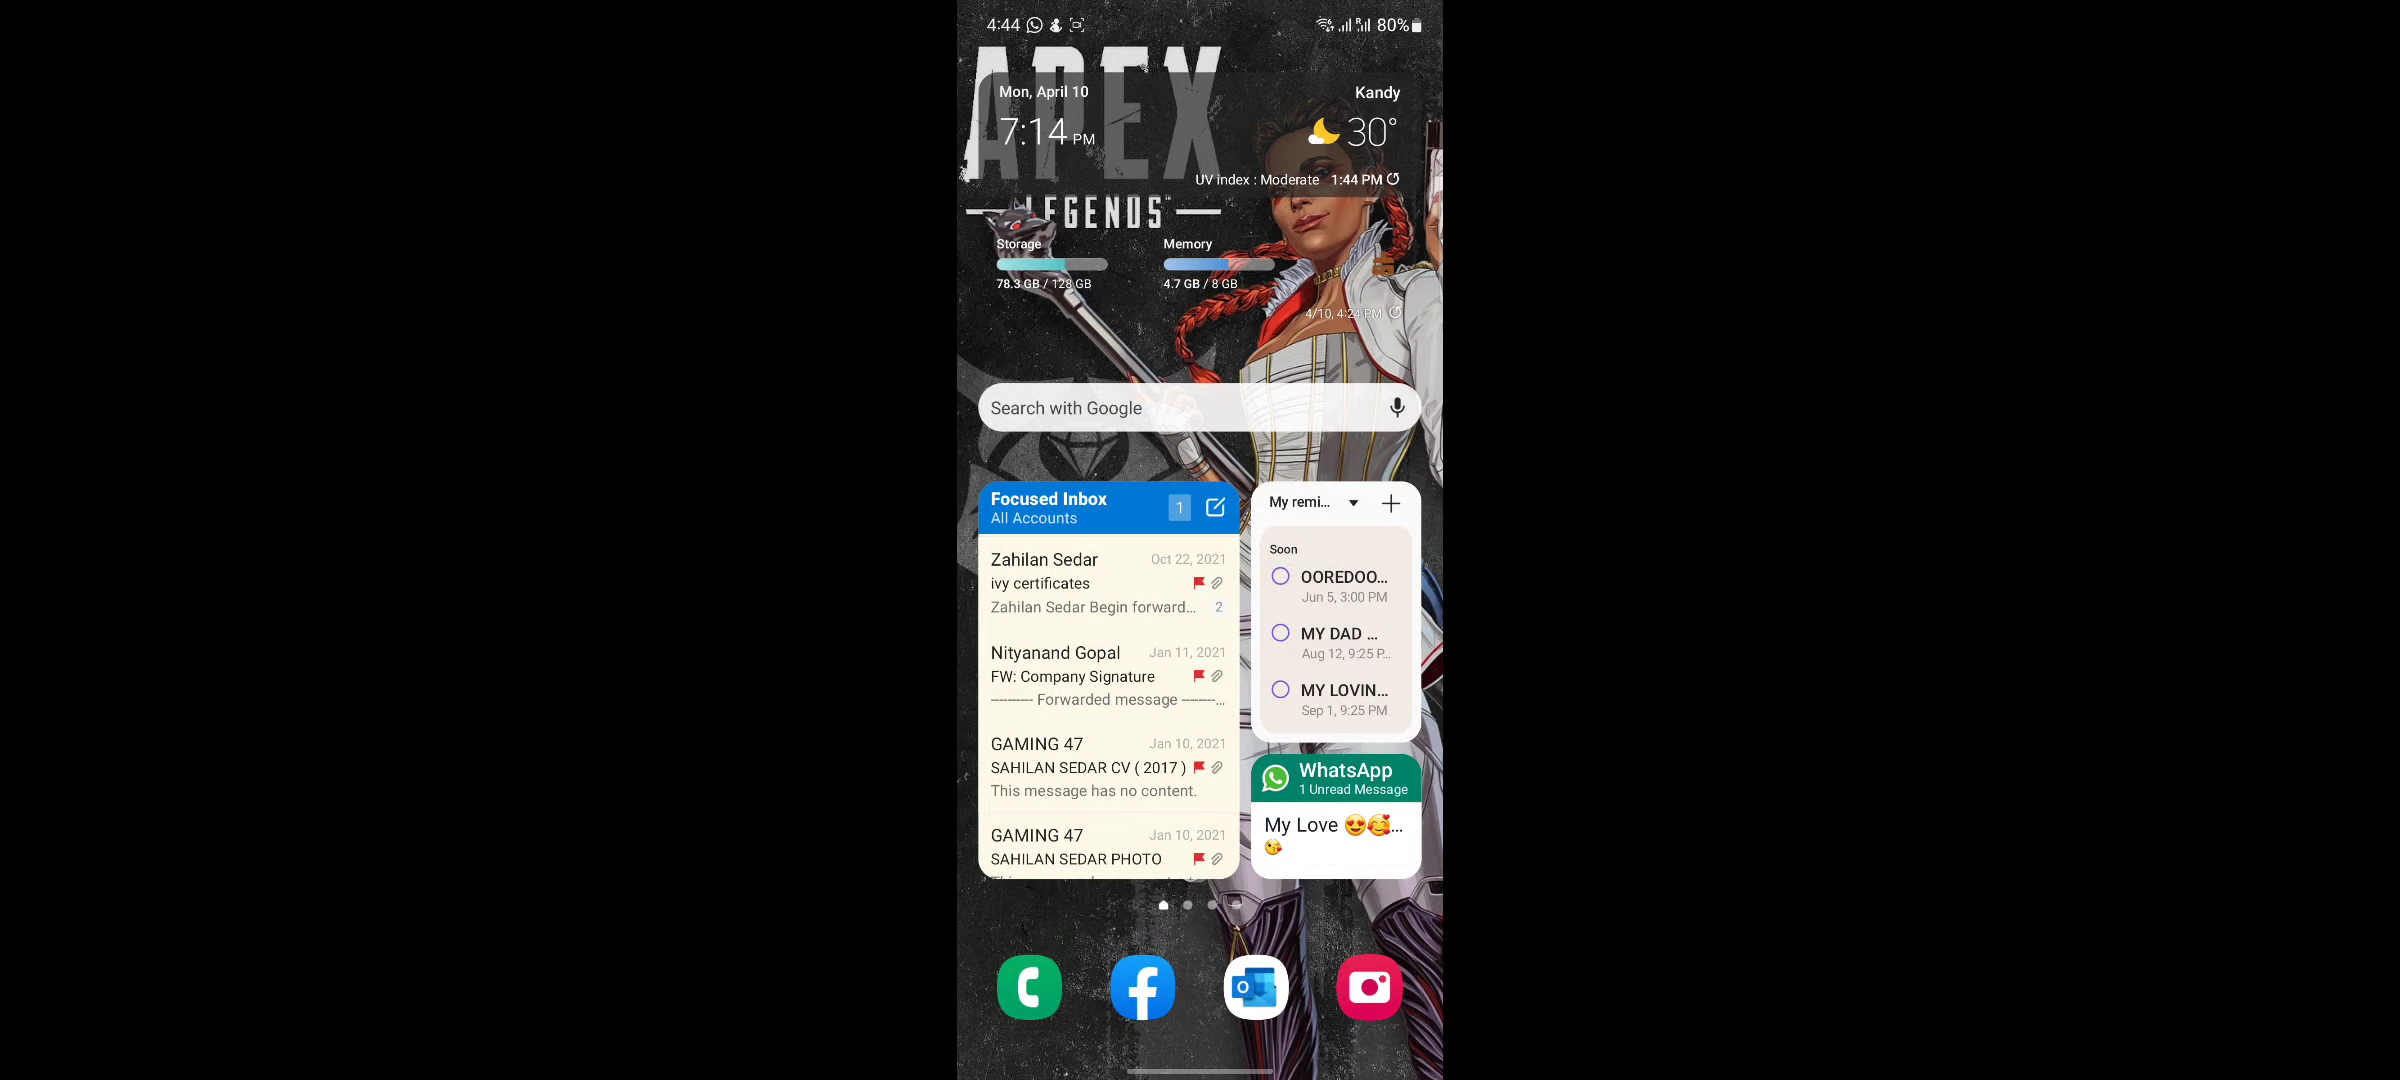 4:44
80%
APEX
LEGENDS
Mon, April 10
Kandy
7:14 PM
30°
UV index : Moderate 1:44 PM
Storage
Memory
78.3 GB / 128 GB
4.7 GB / 8 GB
4/10, 4:24 PM
Search with Google
Focused Inbox
All Accounts
1
Zahilan Sedar Oct 22, 2021
ivy certificates
Zahilan Sedar Begin forward... 2
Nityanand Gopal Jan 11, 2021
FW: Company Signature
---------- Forwarded message --------...
GAMING 47 Jan 10, 2021
SAHILAN SEDAR CV ( 2017 )
This message has no content.
GAMING 47 Jan 10, 2021
SAHILAN SEDAR PHOTO
My remi...
Soon
OOREDOO...
Jun 5, 3:00 PM
MY DAD ...
Aug 12, 9:25 P...
MY LOVIN...
Sep 1, 9:25 PM
WhatsApp
1 Unread Message
My Love 😍🥰...
😘